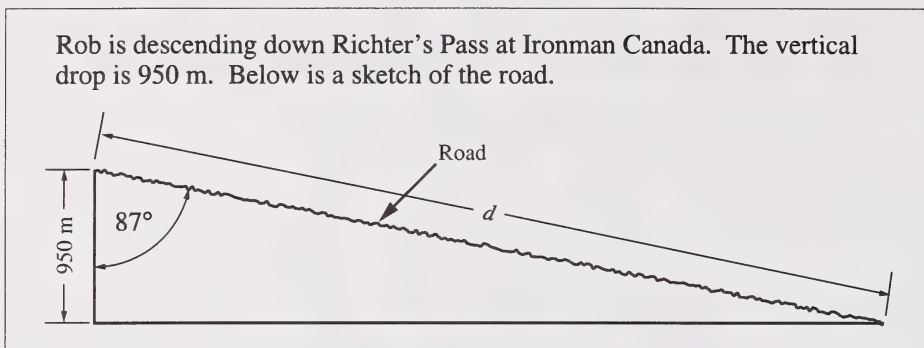 Rob is descending down Richter's Pass at Ironman Canada.  The vertical
drop is 950 m.  Below is a sketch of the road.
Road
d
87°
950 m